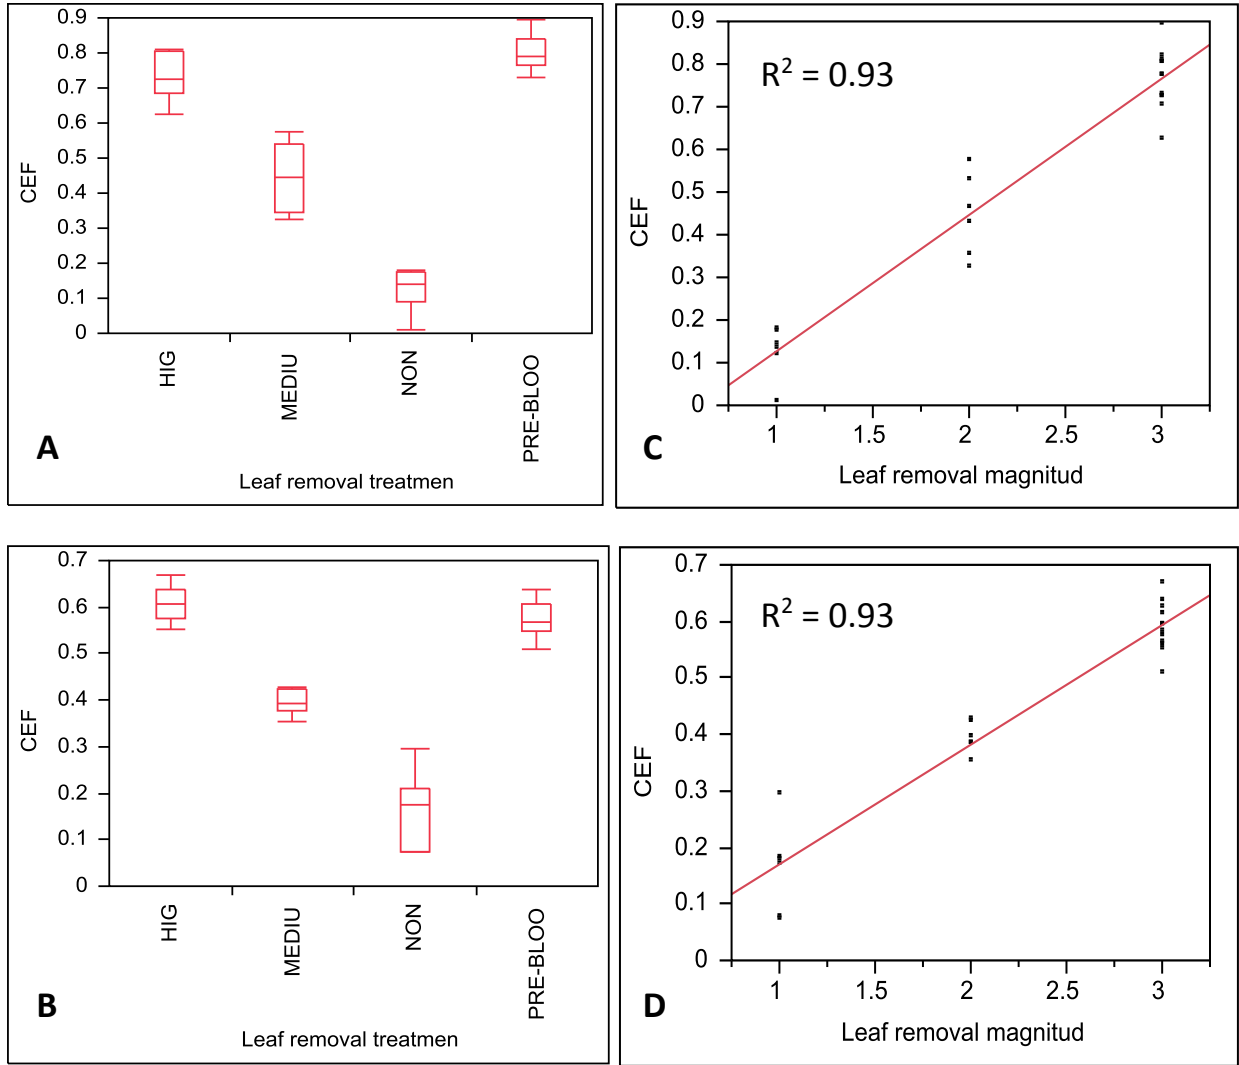 0.9
0.8
0.7
0.6
0.5
0.4
0.3
0.2
0.1
0
CEF
HIG
MEDIU
NON
PRE-BLOO
A
Leaf removal treatmen
0.9
0.8
0.7
0.6
0.5
0.4
0.3
0.2
0.1
0
CEF
R² = 0.93
1 1.5 2 2.5 3
C
Leaf removal magnitud
0.7
0.6
0.5
0.4
0.3
0.2
0.1
0
CEF
HIG
MEDIU
NON
PRE-BLOO
B
Leaf removal treatmen
0.7
0.6
0.5
0.4
0.3
0.2
0.1
0
CEF
R² = 0.93
1 1.5 2 2.5 3
D
Leaf removal magnitud